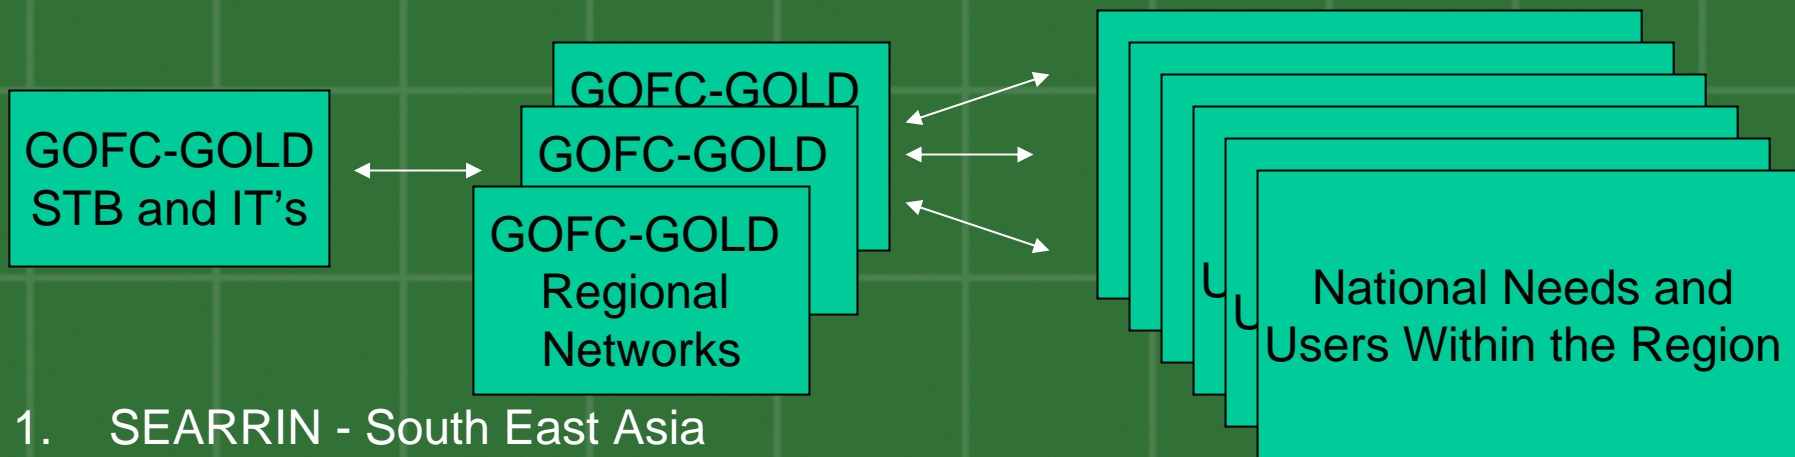 GOFC-GOLD
STB and IT's
GOFC-GOLD
GOFC-GOLD
GOFC-GOLD
Regional
Networks
U
U
National Needs and
Users Within the Region
1. SEARRIN - South East Asia